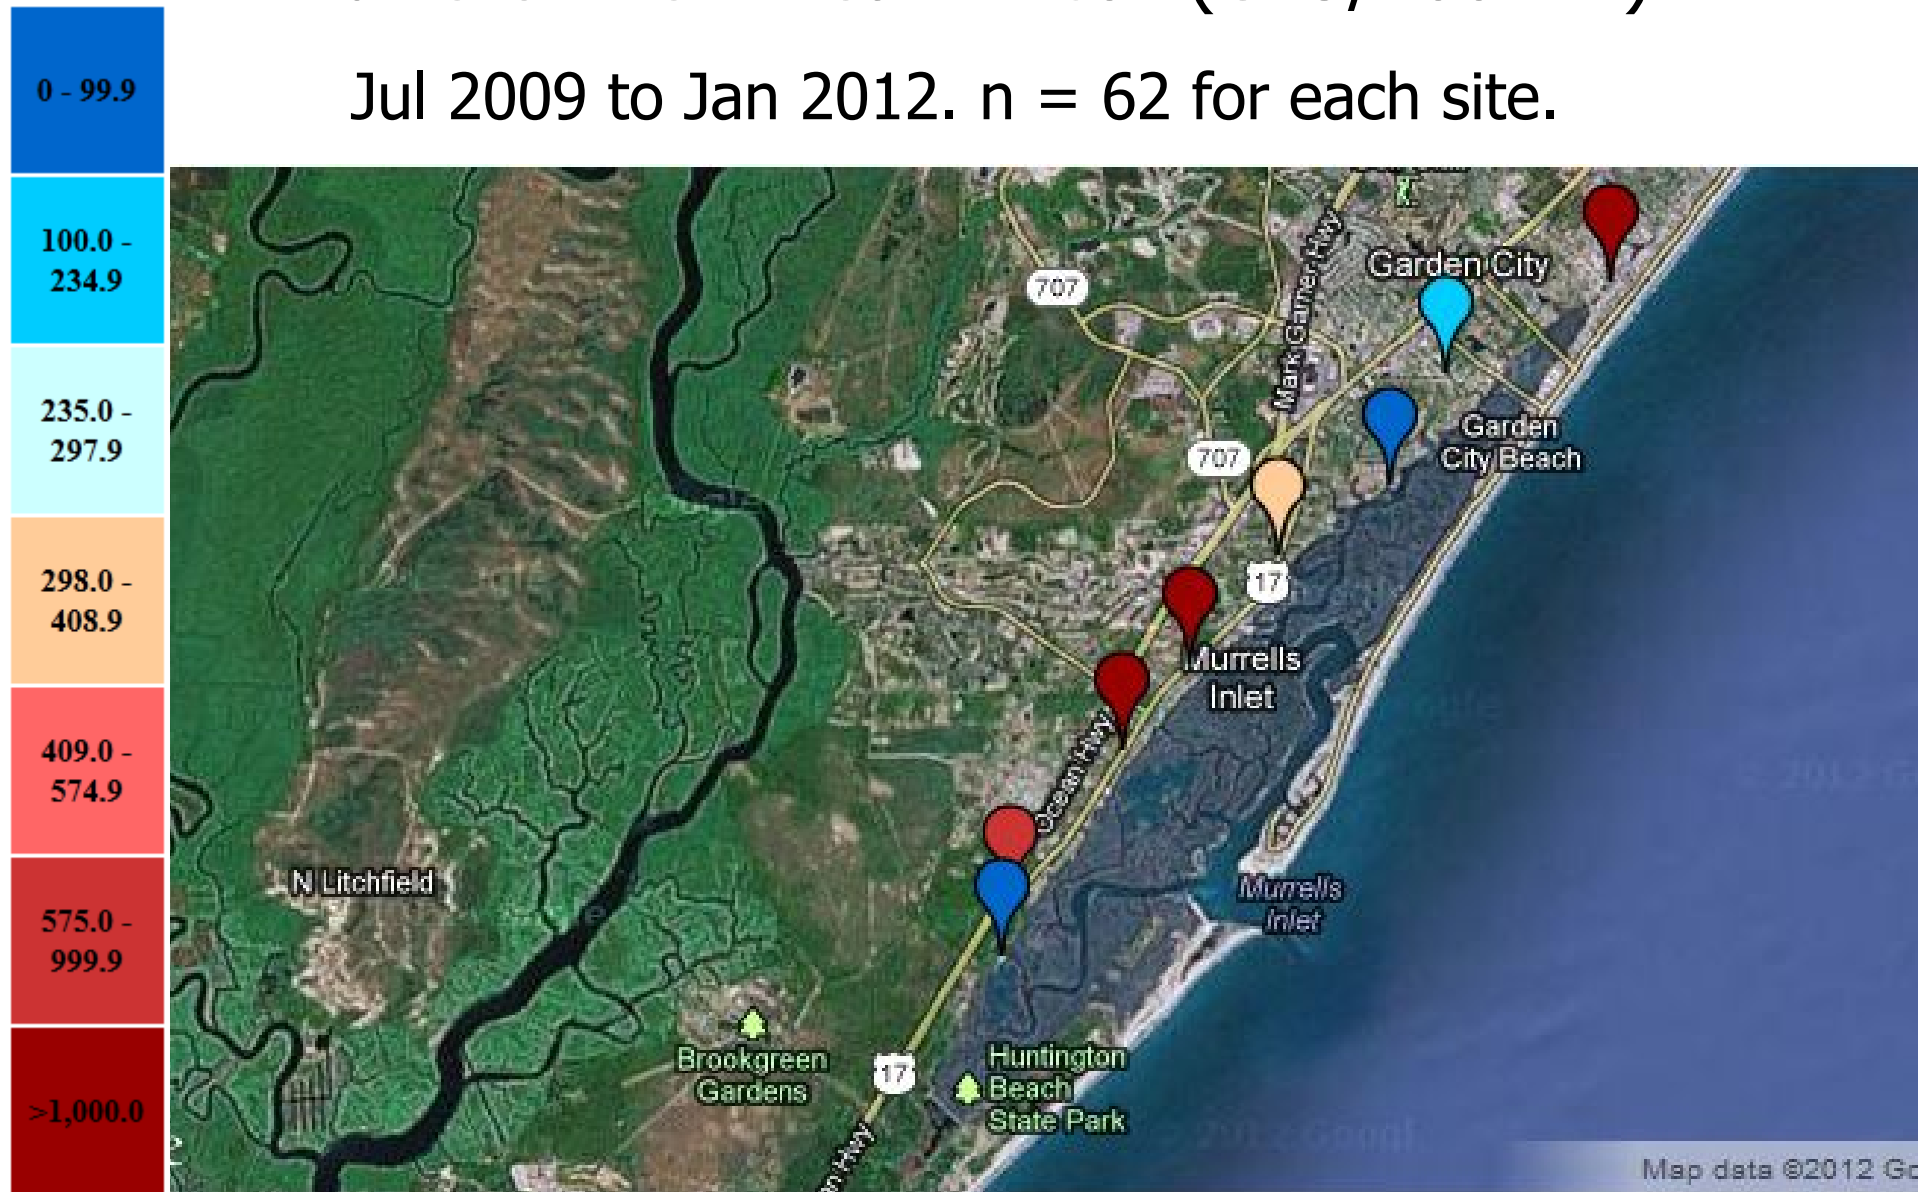 Jul 2009 to Jan 2012. n = 62 for each site.
0 - 99.9
100.0 -
234.9
235.0 -
297.9
298.0 -
408.9
409.0 -
574.9
575.0 -
999.9
>1,000.0
707
Mark Garner Hwy
Garden City
Garden
City Beach
707
17
Murrells
Inlet
Ocean Hwy
N Litchfield
Murrells
Inlet
Brookgreen
Gardens
17
Huntington
Beach
State Park
Hwy
Map data ©2012